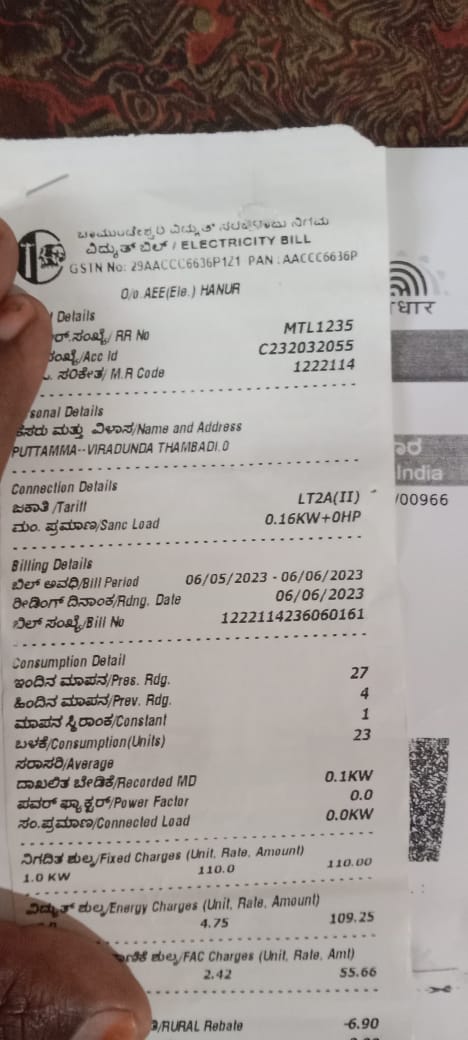 ಚಾಮುಂಡೇಶ್ವರಿ ವಿದ್ಯುತ್ ಸರಬರಾಜು ನಿಗಮ
ವಿದ್ಯುತ್ ಬಿಲ್ / ELECTRICITY BILL
GSTN No: 29AACCC6636P1Z1 PAN :AACCC6636P
O/o AEE(Ele.) HANUR
Details
ಆರ್.ಸಂಖ್ಯೆ/ RR No MTL1235
ಸಂಖ್ಯೆ/Acc Id C232032055
ಸಂಕೇತ/ M.R Code 1222114
sonal Details
ಹೆಸರು ಮತ್ತು ವಿಳಾಸ/Name and Address
PUTTAMMA--VIRADUNDA THAMBADI.0
Connection Details
ಜಕಾತಿ /Tariff LT2A(II)
ಮಂ. ಪ್ರಮಾಣ/Sanc Load 0.16KW+0HP
Billing Details
ಬಿಲ್ ಅವಧಿ/Bill Period 06/05/2023 - 06/06/2023
ರೀಡಿಂಗ್ ದಿನಾಂಕ/Rdng. Date 06/06/2023
ಬಿಲ್ ಸಂಖ್ಯೆ/Bill No 1222114236060161
Consumption Detail
ಇಂದಿನ ಮಾಪನ/Pres. Rdg. 27
ಹಿಂದಿನ ಮಾಪನ/Prev. Rdg. 4
ಮಾಪನ ಸ್ಥಿರಾಂಕ/Constant 1
ಬಳಕೆ/Consumption(Units) 23
ಸರಾಸರಿ/Average
ದಾಖಲಿತ ಬೇಡಿಕೆ/Recorded MD 0.1KW
ಪವರ್ ಫ್ಯಾಕ್ಟರ್/Power Factor 0.0
ಸಂ.ಪ್ರಮಾಣ/Connected Load 0.0KW
ನಿಗದಿತ ಶುಲ್ಕ/Fixed Charges (Unit, Rate, Amount)
1.0 KW 110.0 110.00
ವಿದ್ಯುತ್ ಶುಲ್ಕ/Energy Charges (Unit, Rate, Amount)
4.75 109.25
ಶುಲ್ಕ/FAC Charges (Unit, Rate, Amt)
2.42 55.66
/RURAL Rebate -6.90
धार
India
/00966